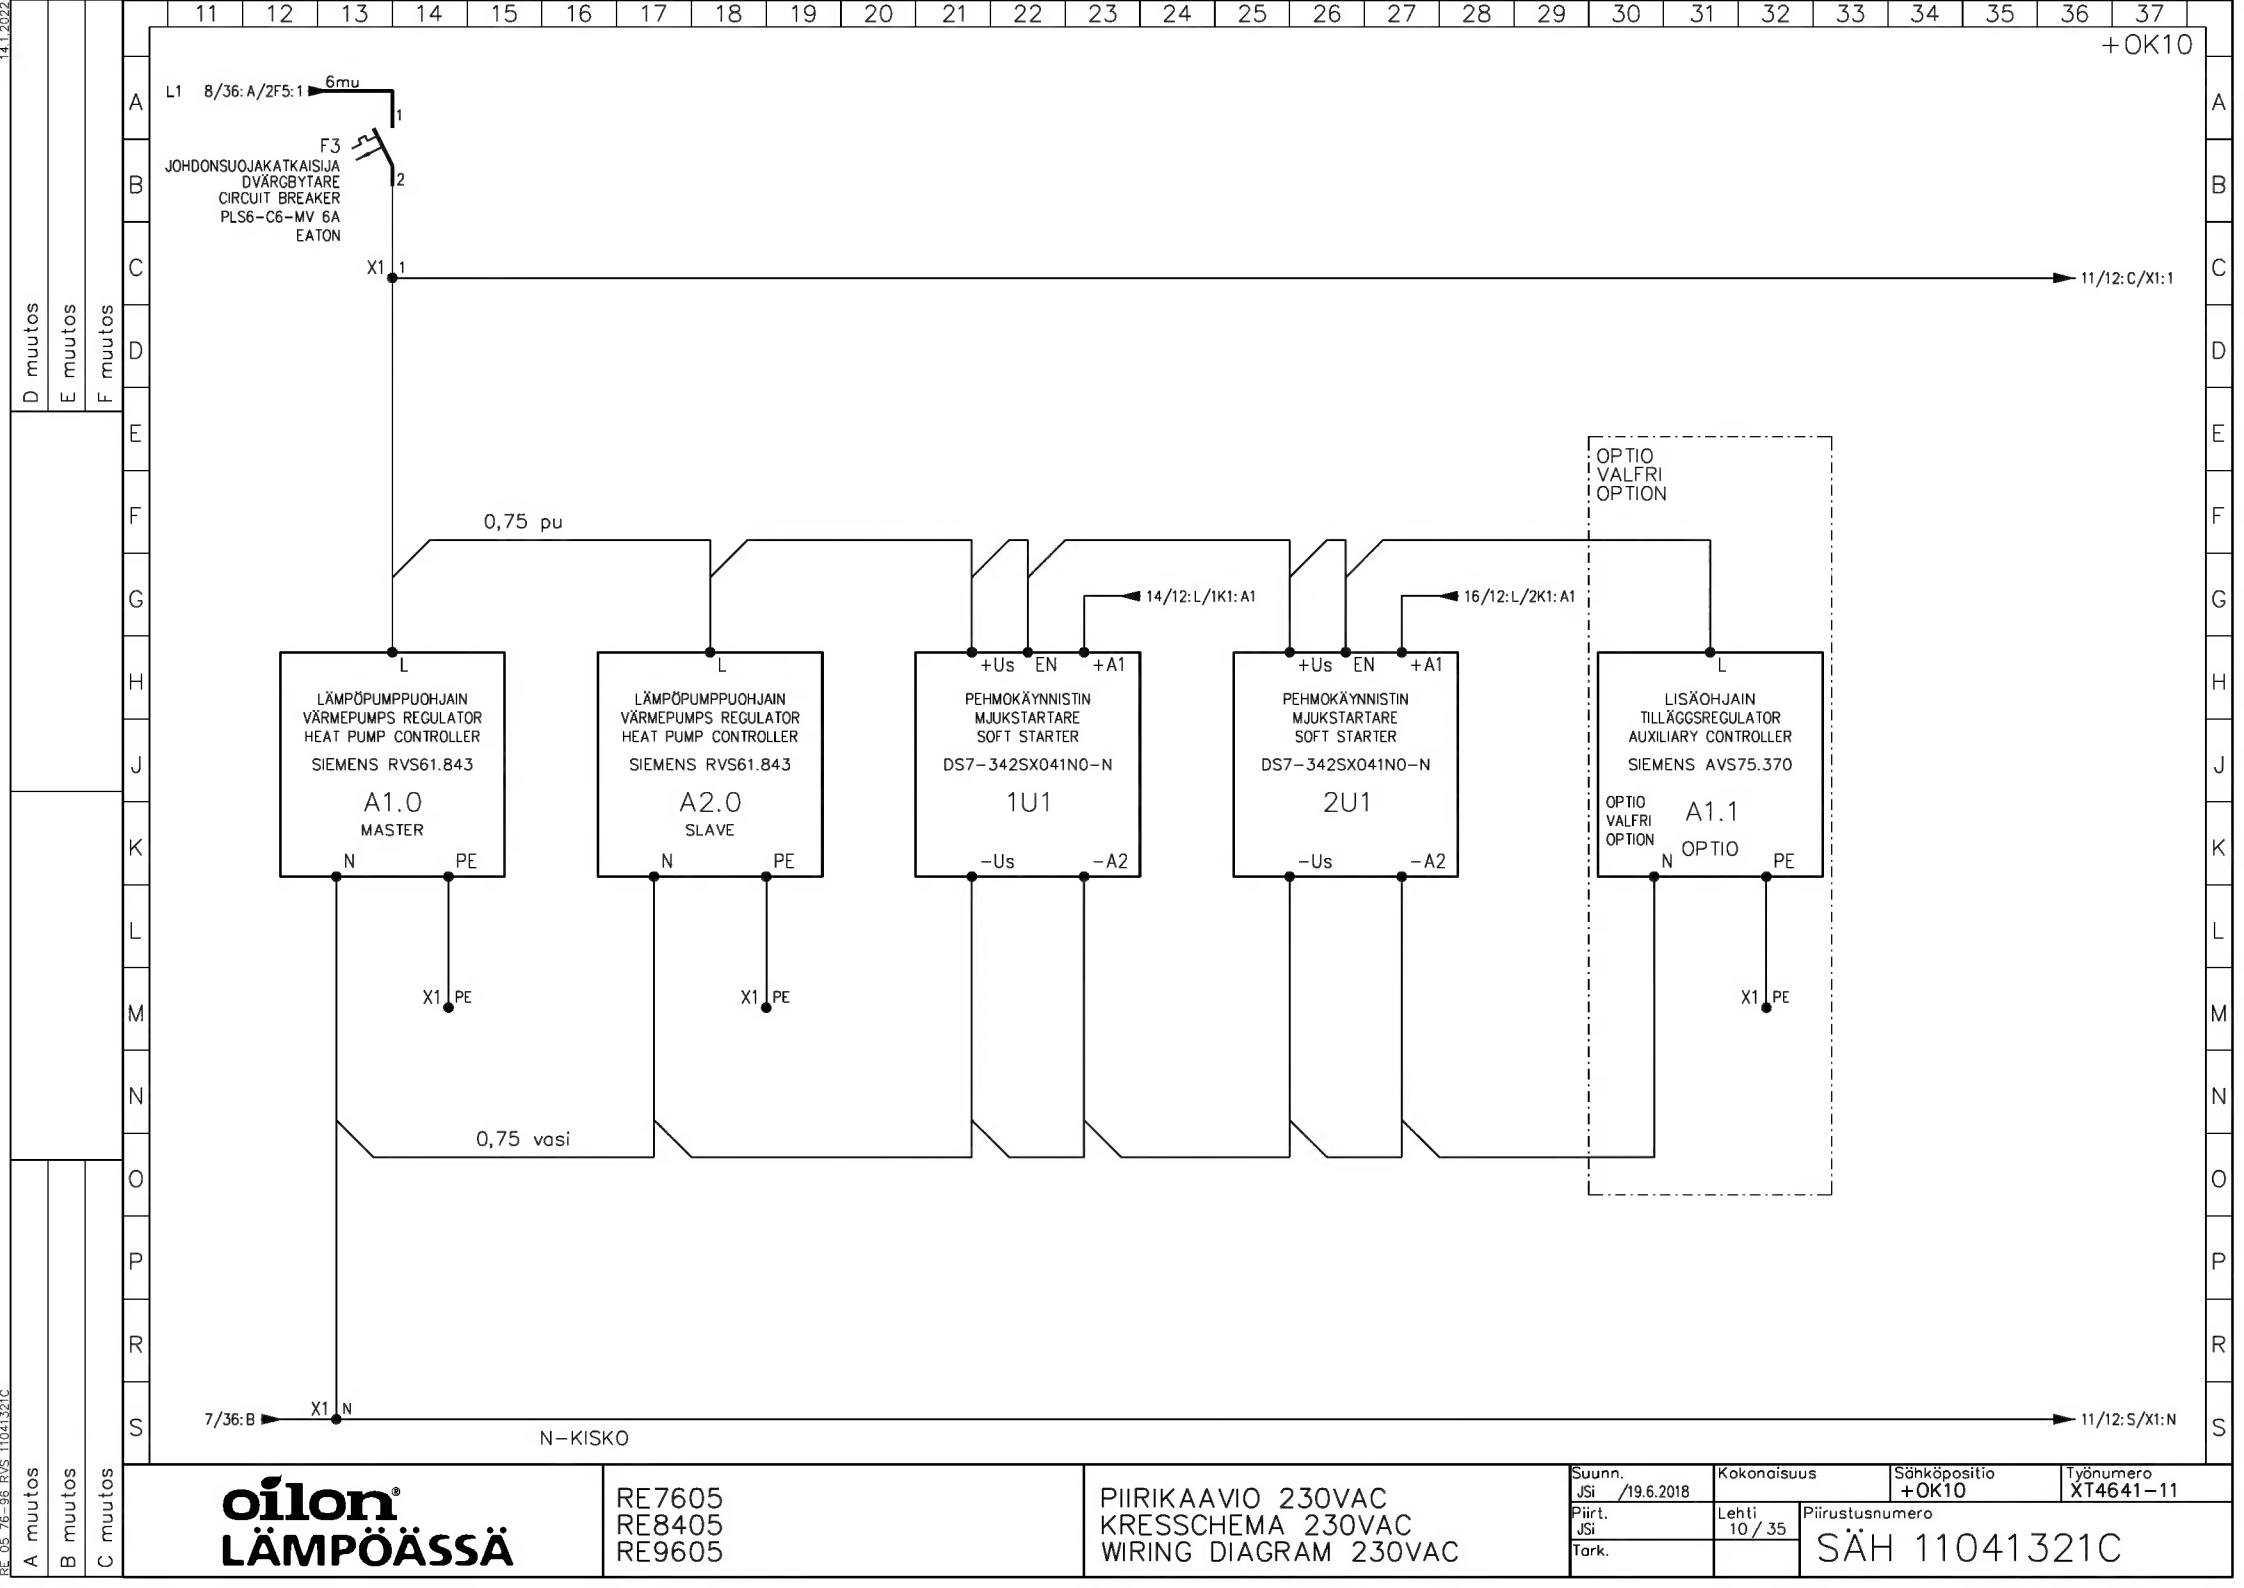 11 12 13 14 15 16 17 18 19 20 21 22 23 24 25 26 27 28 29 30 31 32 33 34 35 36 37
+OK10
14.1.2022
A
B
C
D
E
F
G
H
J
K
L
M
N
O
P
R
S
L1 8/36:A/2F5:1
6mu
1
F3
JOHDONSUOJAKATKAISIJA
DVÄRGBYTARE
CIRCUIT BREAKER
PLS6-C6-MV 6A
EATON
2
X1 1
11/12:C/X1:1
D muutos
E muutos
F muutos
OPTIO
VALFRI
OPTION
0,75 pu
14/12:L/1K1:A1
16/12:L/2K1:A1
L
LÄMPÖPUMPPUOHJAIN
VÄRMEPUMPS REGULATOR
HEAT PUMP CONTROLLER
SIEMENS RVS61.843
A1.0
MASTER
N PE
X1 PE
L
LÄMPÖPUMPPUOHJAIN
VÄRMEPUMPS REGULATOR
HEAT PUMP CONTROLLER
SIEMENS RVS61.843
A2.0
SLAVE
N PE
X1 PE
+Us EN +A1
PEHMOKÄYNNISTIN
MJUKSTARTARE
SOFT STARTER
DS7-342SX041N0-N
1U1
-Us -A2
+Us EN +A1
PEHMOKÄYNNISTIN
MJUKSTARTARE
SOFT STARTER
DS7-342SX041N0-N
2U1
-Us -A2
L
LISÄOHJAIN
TILLÄGGSREGULATOR
AUXILIARY CONTROLLER
SIEMENS AVS75.370
OPTIO
VALFRI
OPTION
A1.1
OPTIO
N PE
X1 PE
0,75 vasi
7/36:B
X1 N
N-KISKO
11/12:S/X1:N
A
B
C
D
E
F
G
H
J
K
L
M
N
O
P
R
S
RE 05 76-96 RVS 11041321C
A muutos
B muutos
C muutos
oilon®
LÄMPÖÄSSÄ
RE7605
RE8405
RE9605
PIIRIKAAVIO 230VAC
KRESSCHEMA 230VAC
WIRING DIAGRAM 230VAC
Suunn.
JSi /19.6.2018
Piirt.
JSi
Tark.
Kokonaisuus
Sähköpositio
+OK10
Työnumero
XT4641-11
Lehti
10/35
Piirustusnumero
SÄH 11041321C